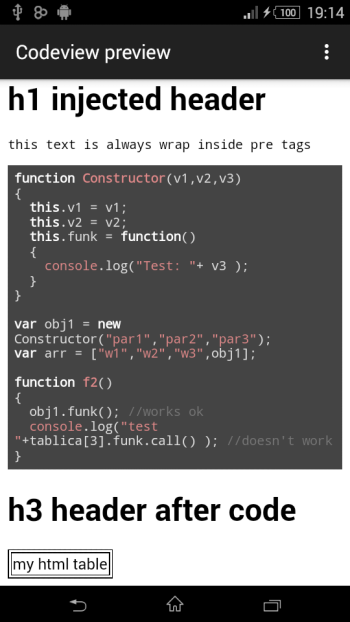 100 19:14
Codeview preview
h1 injected header
this text is always wrap inside pre tags
function Constructor(v1,v2,v3)
{
  this.v1 = v1;
  this.v2 = v2;
  this.funk = function()
  {
    console.log("Test: "+ v3 );
  }
}

var obj1 = new
Constructor("par1","par2","par3");
var arr = ["w1","w2","w3",obj1];

function f2()
{
  obj1.funk(); //works ok
  console.log("test
"+tablica[3].funk.call() ); //doesn't work
}
h3 header after code
my html table